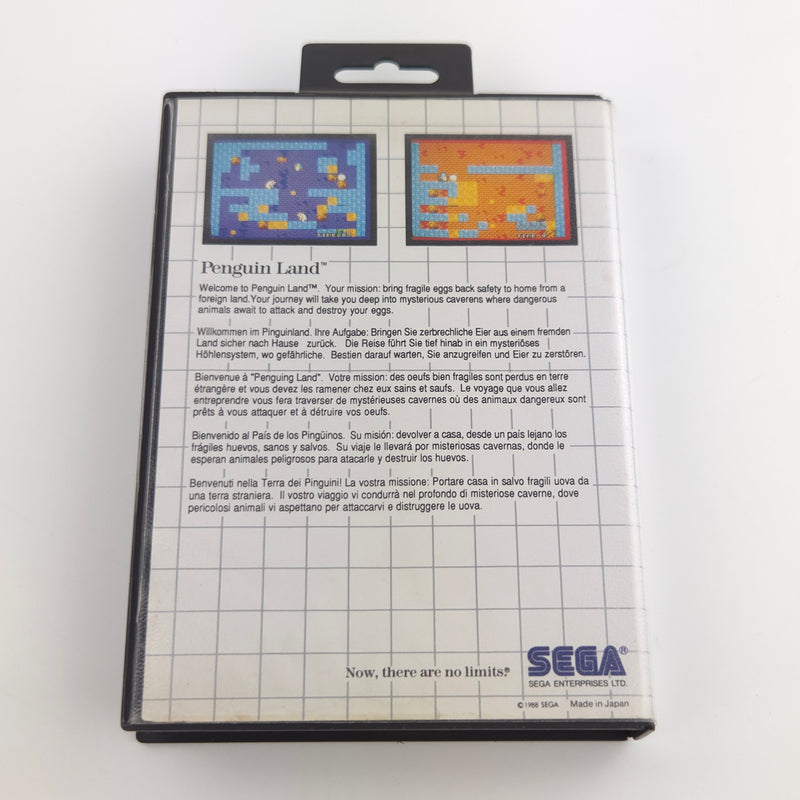 Penguin Land™
Welcome to Penguin Land™. Your mission: bring fragile eggs back safety to home from a
foreign land.Your journey will take you deep into mysterious caverens where dangerous
animals await to attack and destroy your eggs.
Willkommen im Pinguinland. Ihre Aufgabe: Bringen Sie zerbrechliche Eier aus einem fremden
Land sicher nach Hause zurück. Die Reise führt Sie tief hinab in ein mysteriöses
Höhlensystem, wo gefährliche. Bestien darauf warten, Sie anzugreifen und Eier zu zerstören.
Bienvenue à "Penguing Land". Votre mission: des oeufs bien fragiles sont perdus en terre
étrangère et vous devez les ramener chez eux sains et saufs. Le voyage que vous allez
entreprendre vous fera traverser de mystérieuses cavernes où des animaux dangereux sont
prêts à vous attaquer et à détruire vos oeufs.
Bienvenido al País de los Pingüinos. Su misión: devolver a casa, desde un país lejano los
frágiles huevos, sanos y salvos. Su viaje le llevará por misteriosas cavernas, donde le
esperan animales peligrosos para atacarle y destruir los huevos.
Benvenuti nella Terra dei Pinguini! La vostra missione: Portare casa in salvo fragili uova da
una terra straniera. Il vostro viaggio vi condurrà nel profondo di misteriose caverne, dove
pericolosi animali vi aspettano per attaccarvi e distruggere le uova.
Now, there are no limits.®
SEGA®
SEGA ENTERPRISES LTD.
© 1988 SEGA Made in Japan